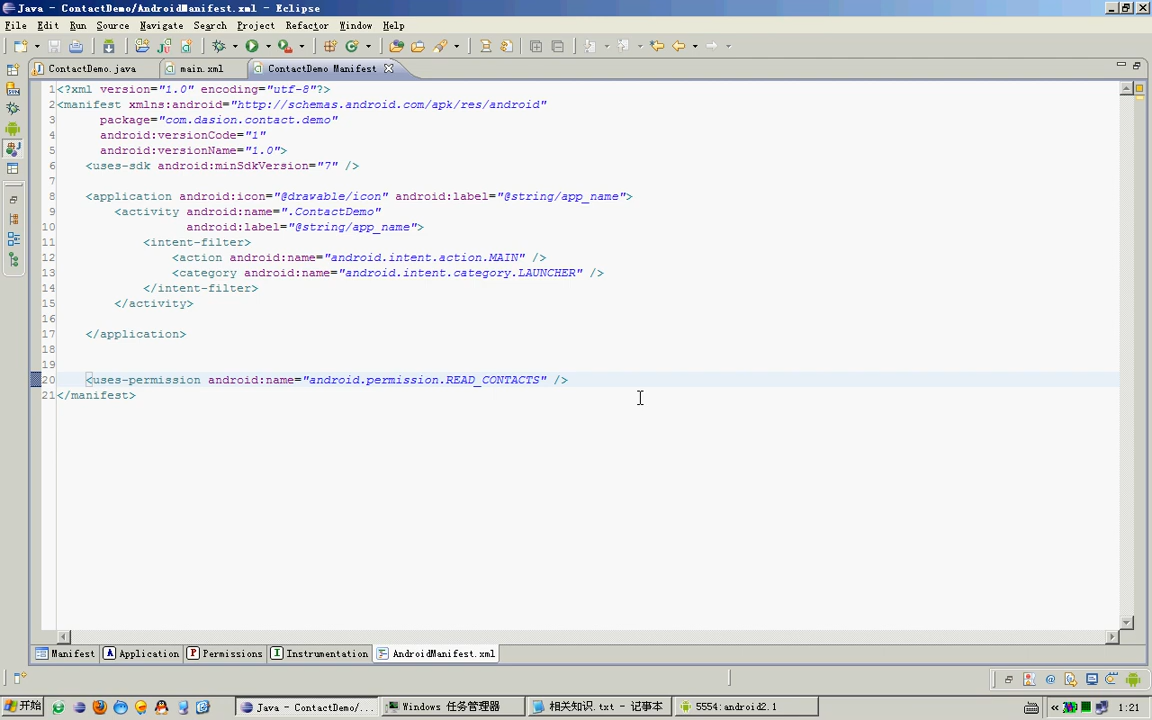 Java - ContactDemo/AndroidManifest.xml - Eclipse
File Edit Run Source Navigate Search Project Refactor Window Help
ContactDemo.java main.xml ContactDemo Manifest
1 <?xml version="1.0" encoding="utf-8"?>
2 <manifest xmlns:android="http://schemas.android.com/apk/res/android"
3 package="com.dasion.contact.demo"
4 android:versionCode="1"
5 android:versionName="1.0">
6 <uses-sdk android:minSdkVersion="7" />
7
8 <application android:icon="@drawable/icon" android:label="@string/app_name">
9 <activity android:name=".ContactDemo"
10 android:label="@string/app_name">
11 <intent-filter>
12 <action android:name="android.intent.action.MAIN" />
13 <category android:name="android.intent.category.LAUNCHER" />
14 </intent-filter>
15 </activity>
16
17 </application>
18
19
20 <uses-permission android:name="android.permission.READ_CONTACTS" />
21 </manifest>
Manifest Application Permissions Instrumentation AndroidManifest.xml
开始 Java - ContactDemo/... Windows 任务管理器 相关知识.txt - 记事本 5554:android2.1 « 1:21